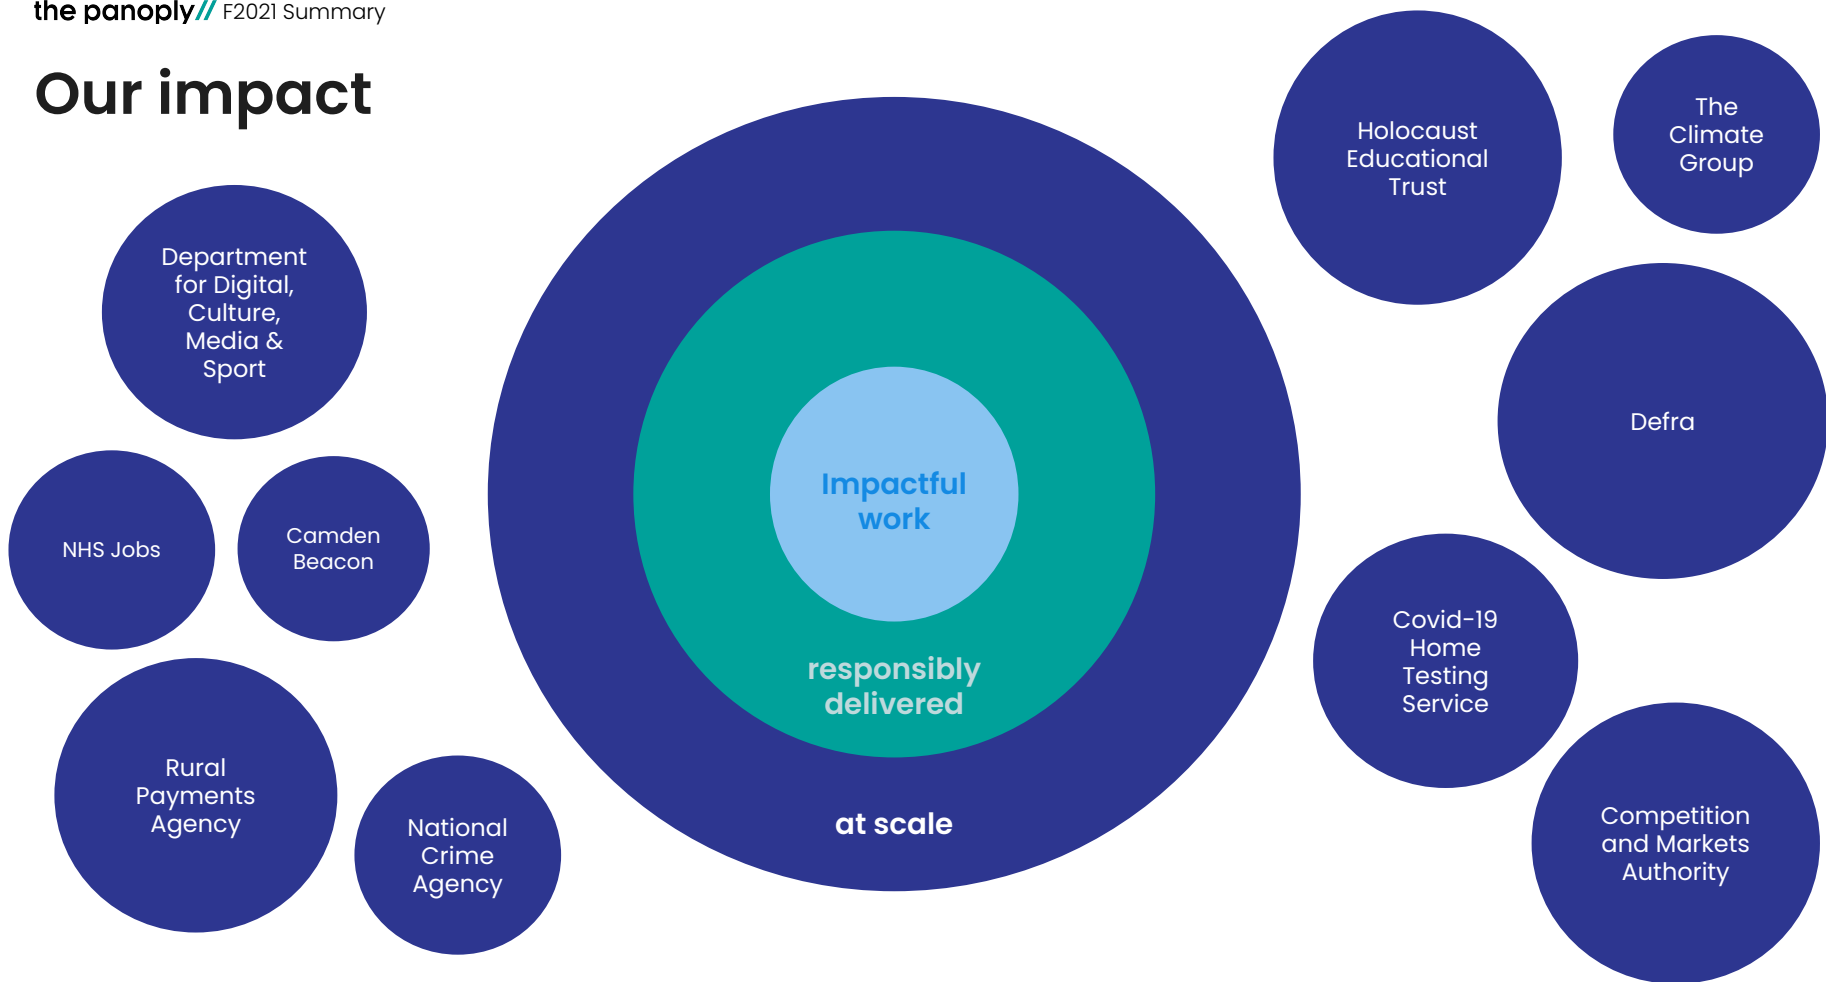 the panoply// F2021 Summary
Our impact
Department
for Digital,
Culture,
Media &
Sport
NHS Jobs
Camden
Beacon
Rural
Payments
Agency
National
Crime
Agency
Impactful
work
responsibly
delivered
at scale
Holocaust
Educational
Trust
The
Climate
Group
Defra
Covid-19
Home
Testing
Service
Competition
and Markets
Authority